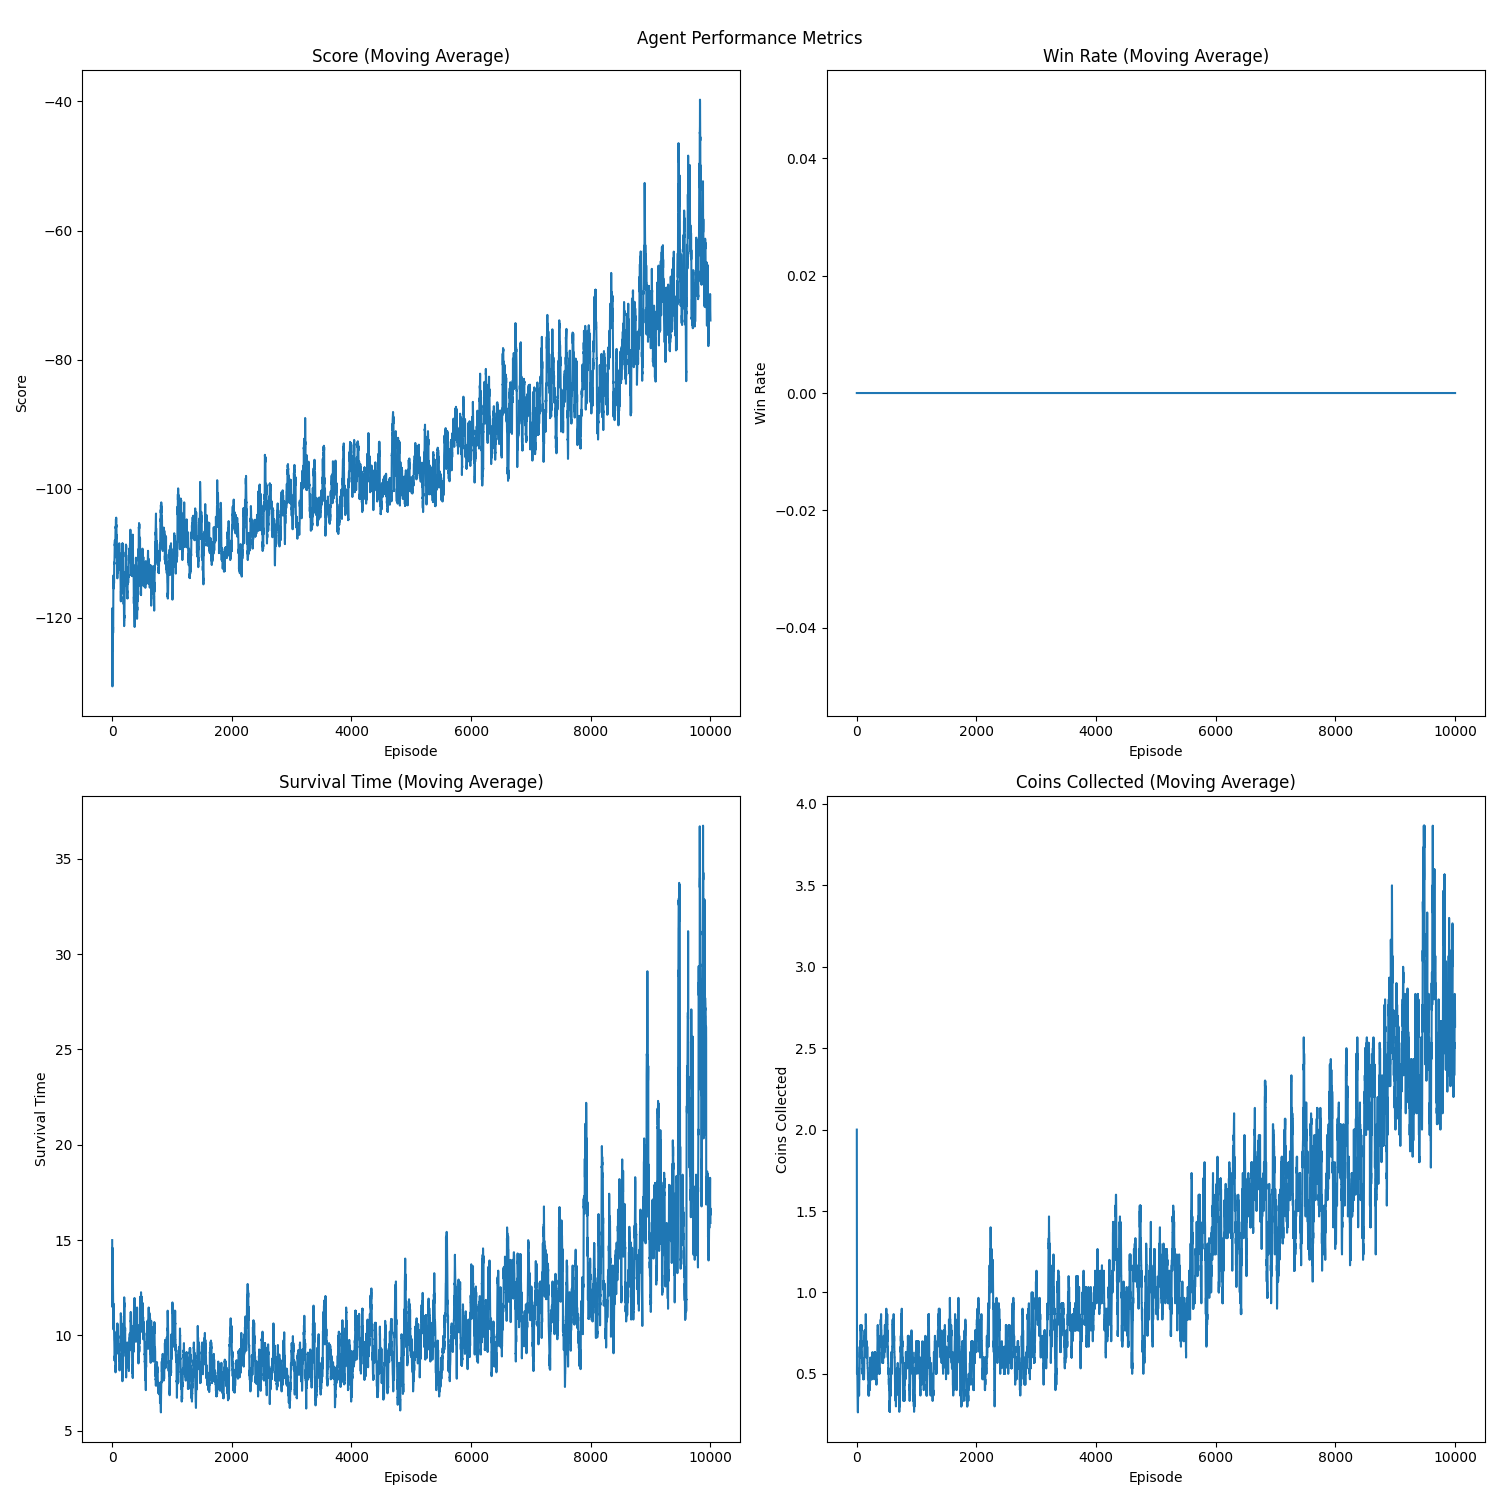 Agent Performance Metrics
Score (Moving Average)
−40
−60
−80
−100
−120
Score
0 2000 4000 6000 8000 10000
Episode
Win Rate (Moving Average)
0.04
0.02
0.00
−0.02
−0.04
Win Rate
0 2000 4000 6000 8000 10000
Episode
Survival Time (Moving Average)
35
30
25
20
15
10
5
Survival Time
0 2000 4000 6000 8000 10000
Episode
Coins Collected (Moving Average)
4.0
3.5
3.0
2.5
2.0
1.5
1.0
0.5
Coins Collected
0 2000 4000 6000 8000 10000
Episode